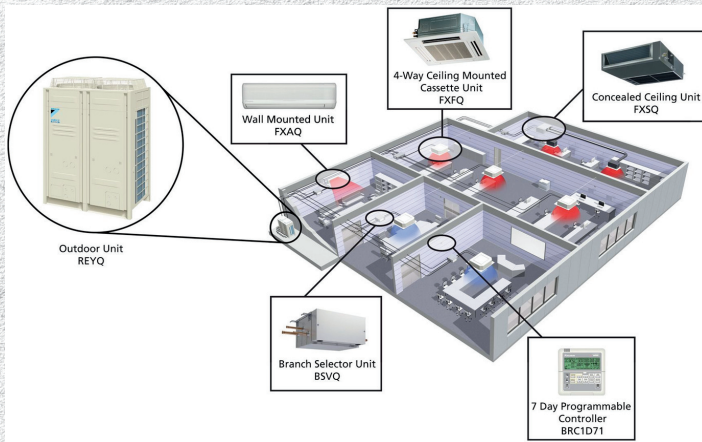 4-Way Ceiling Mounted
Cassette Unit
FXFQ
Concealed Ceiling Unit
FXSQ
Wall Mounted Unit
FXAQ
Outdoor Unit
REYQ
Branch Selector Unit
BSVQ
7 Day Programmable
Controller
BRC1D71